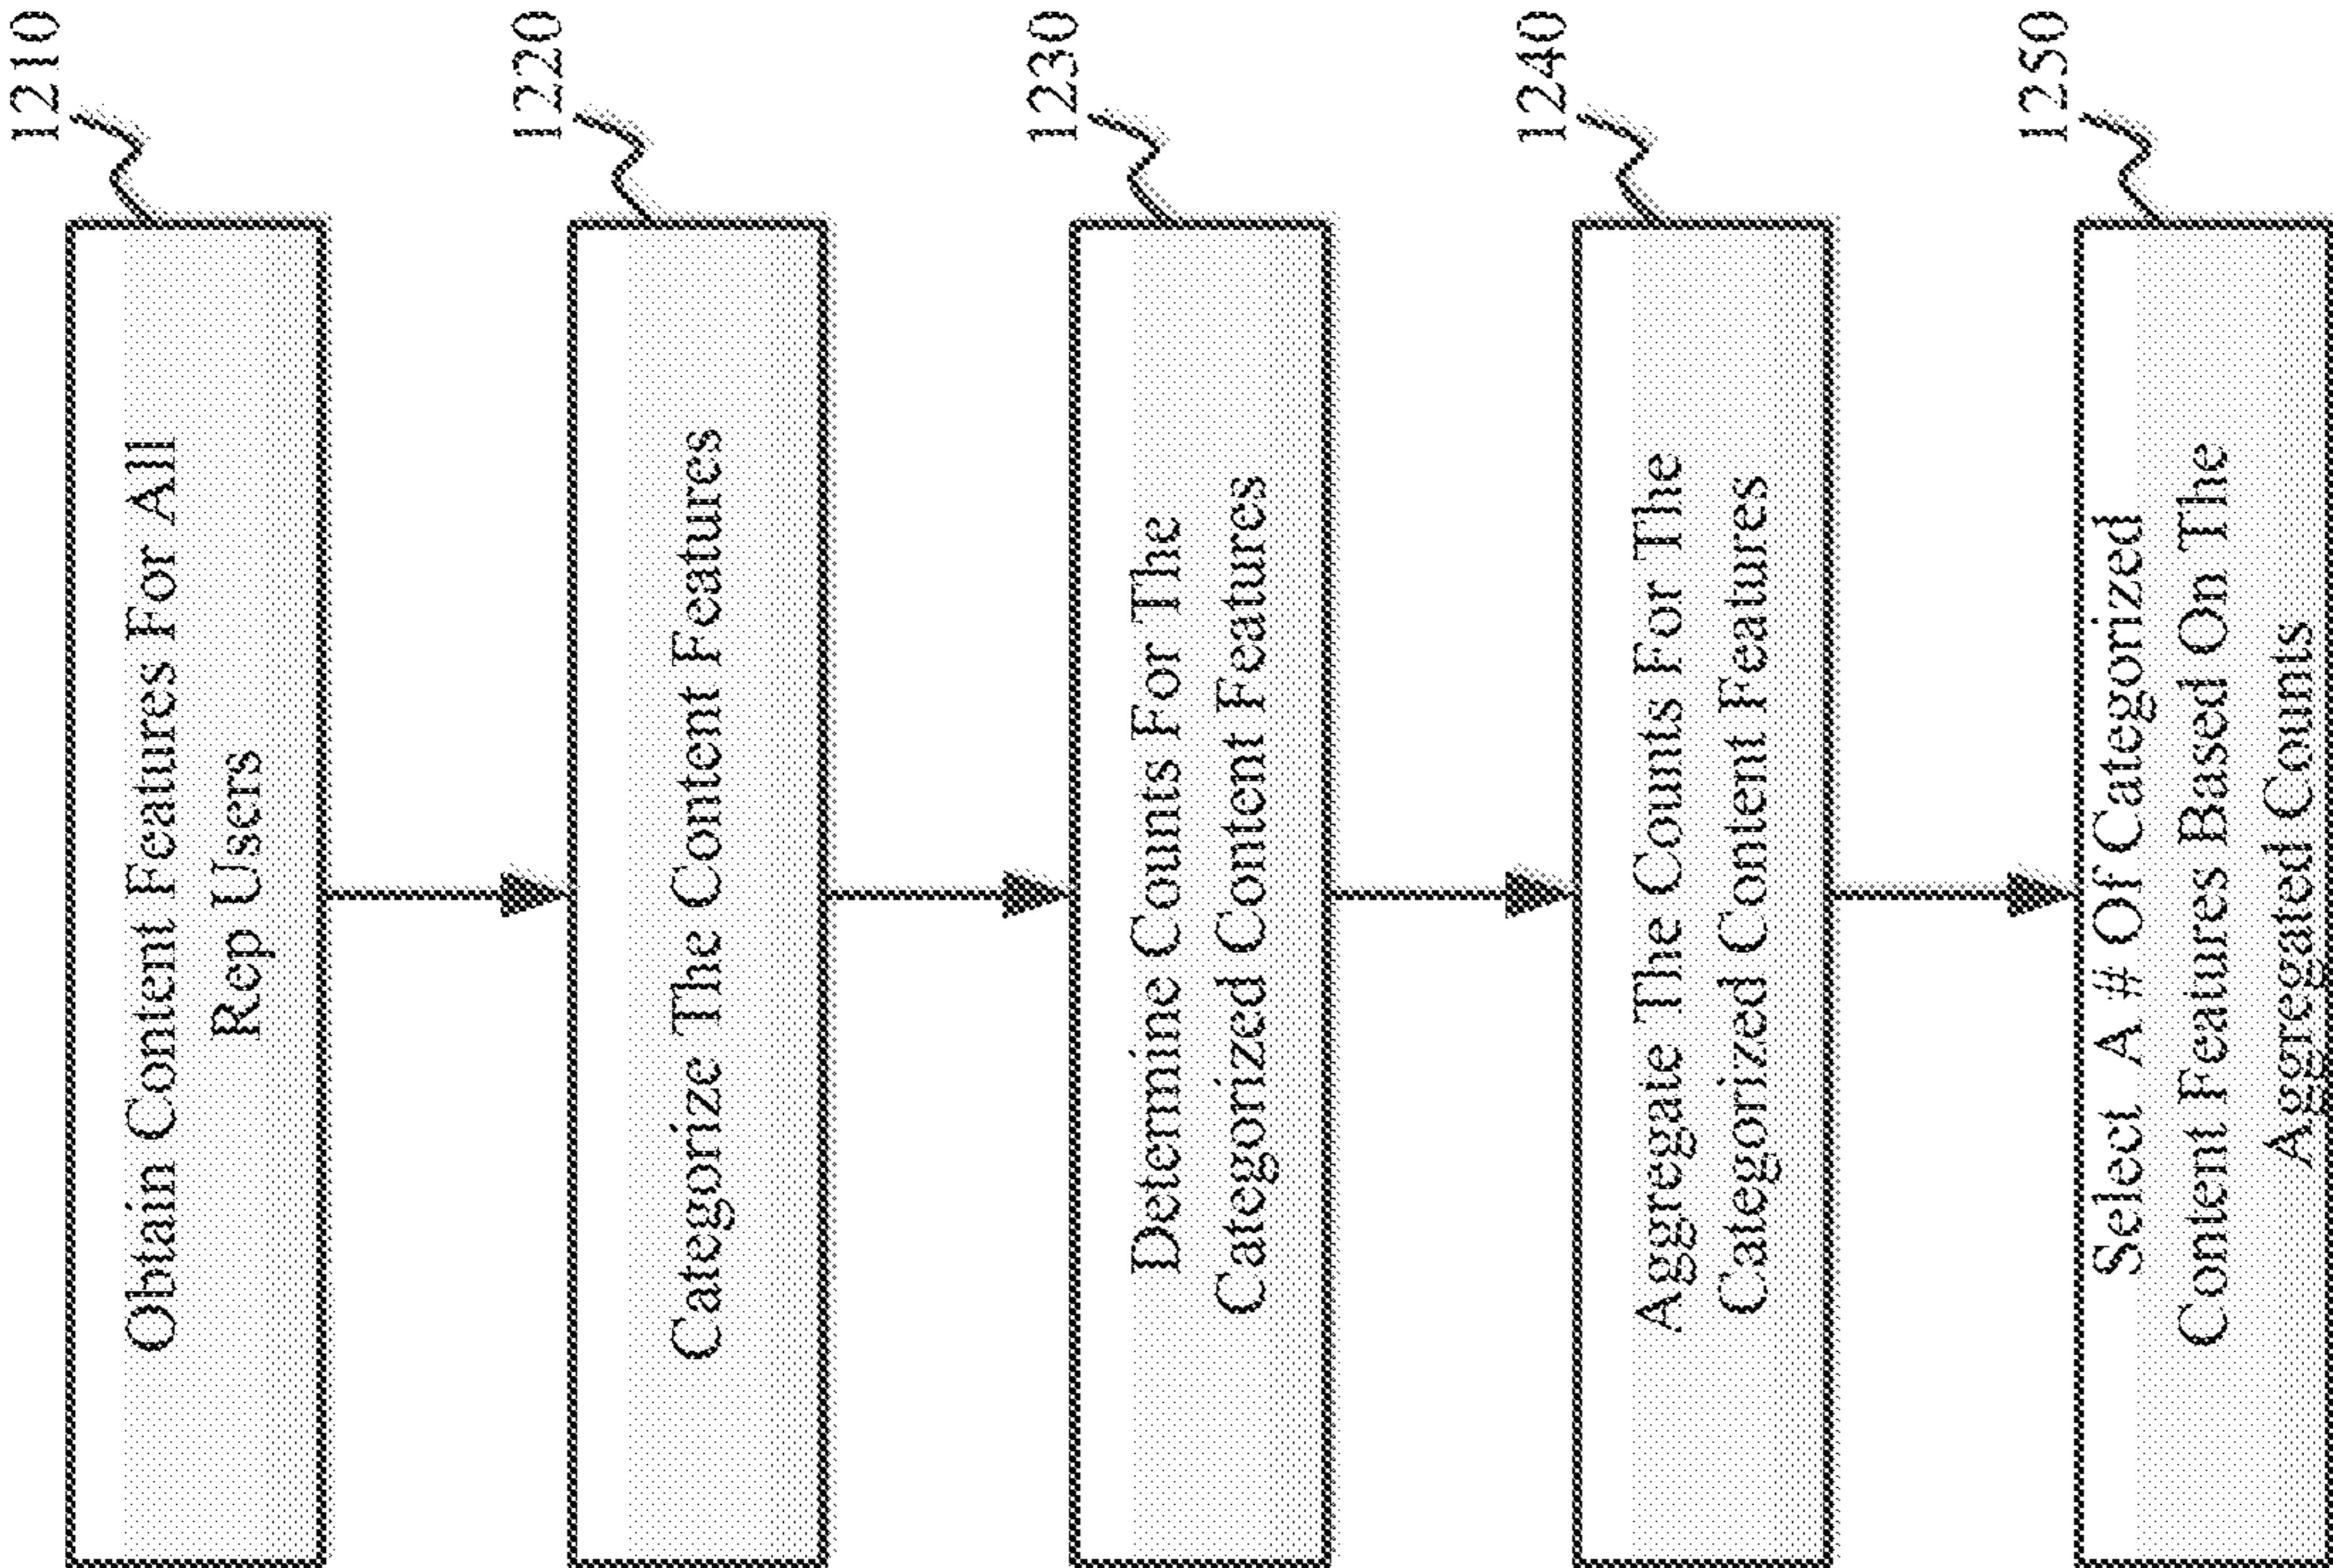 1210
Obtain Content Features For All
Rep Users
1220
Categorize The Content Features
1230
Determine Counts For The
Categorized Content Features
1240
Aggregate The Counts For The
Categorized Content Features
1250
Select A # Of Categorized
Content Features Based On The
Aggregated Counts